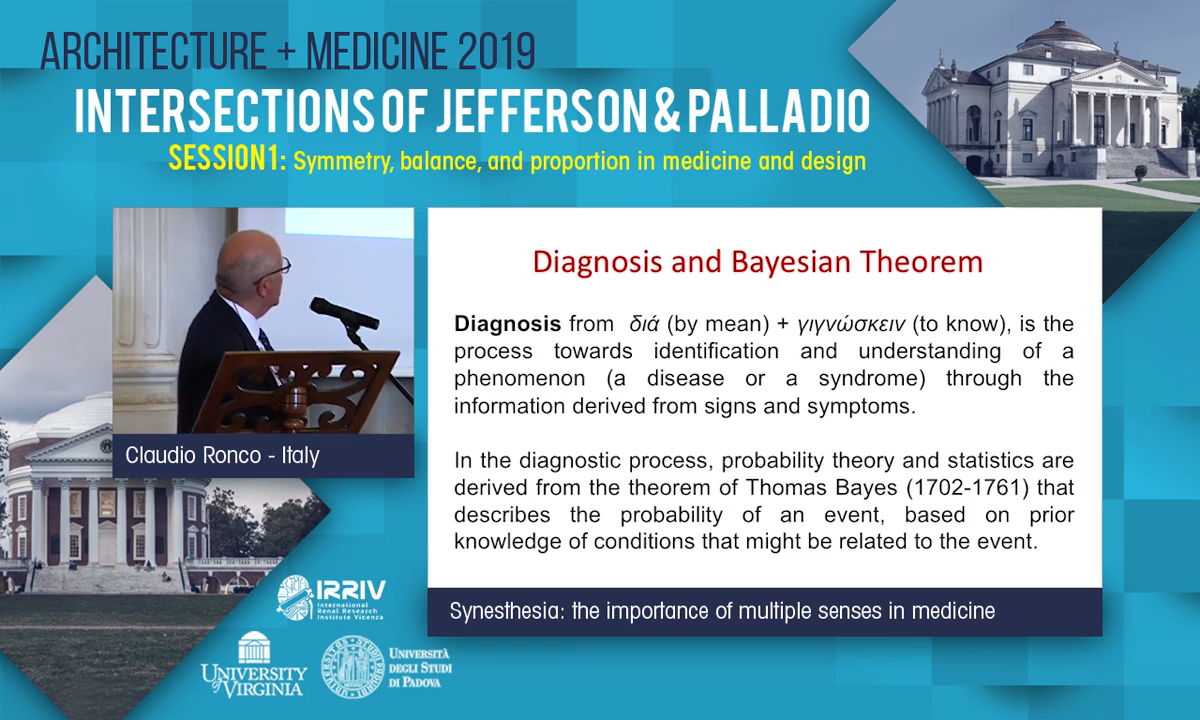 ARCHITECTURE + MEDICINE 2019
INTERSECTIONS OF JEFFERSON & PALLADIO
SESSION1: Symmetry, balance, and proportion in medicine and design
Claudio Ronco - Italy
Diagnosis and Bayesian Theorem
Diagnosis from διά (by mean) + γιγνώσκειν (to know), is the
process towards identification and understanding of a
phenomenon (a disease or a syndrome) through the
information derived from signs and symptoms.
In the diagnostic process, probability theory and statistics are
derived from the theorem of Thomas Bayes (1702-1761) that
describes the probability of an event, based on prior
knowledge of conditions that might be related to the event.
Synesthesia: the importance of multiple senses in medicine
IRRIV
International
Renal Research
Institute Vicenza
UNIVERSITY
of VIRGINIA
UNIVERSITÀ
DEGLI STUDI
DI PADOVA